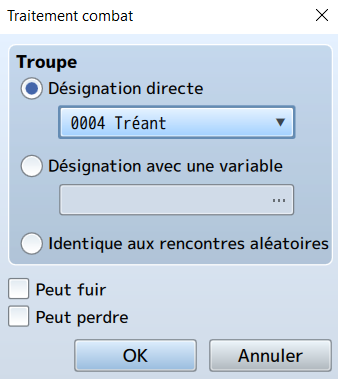 Traitement combat
Troupe
Désignation directe
0004 Tréant
Désignation avec une variable
...
Identique aux rencontres aléatoires
Peut fuir
Peut perdre
OK Annuler